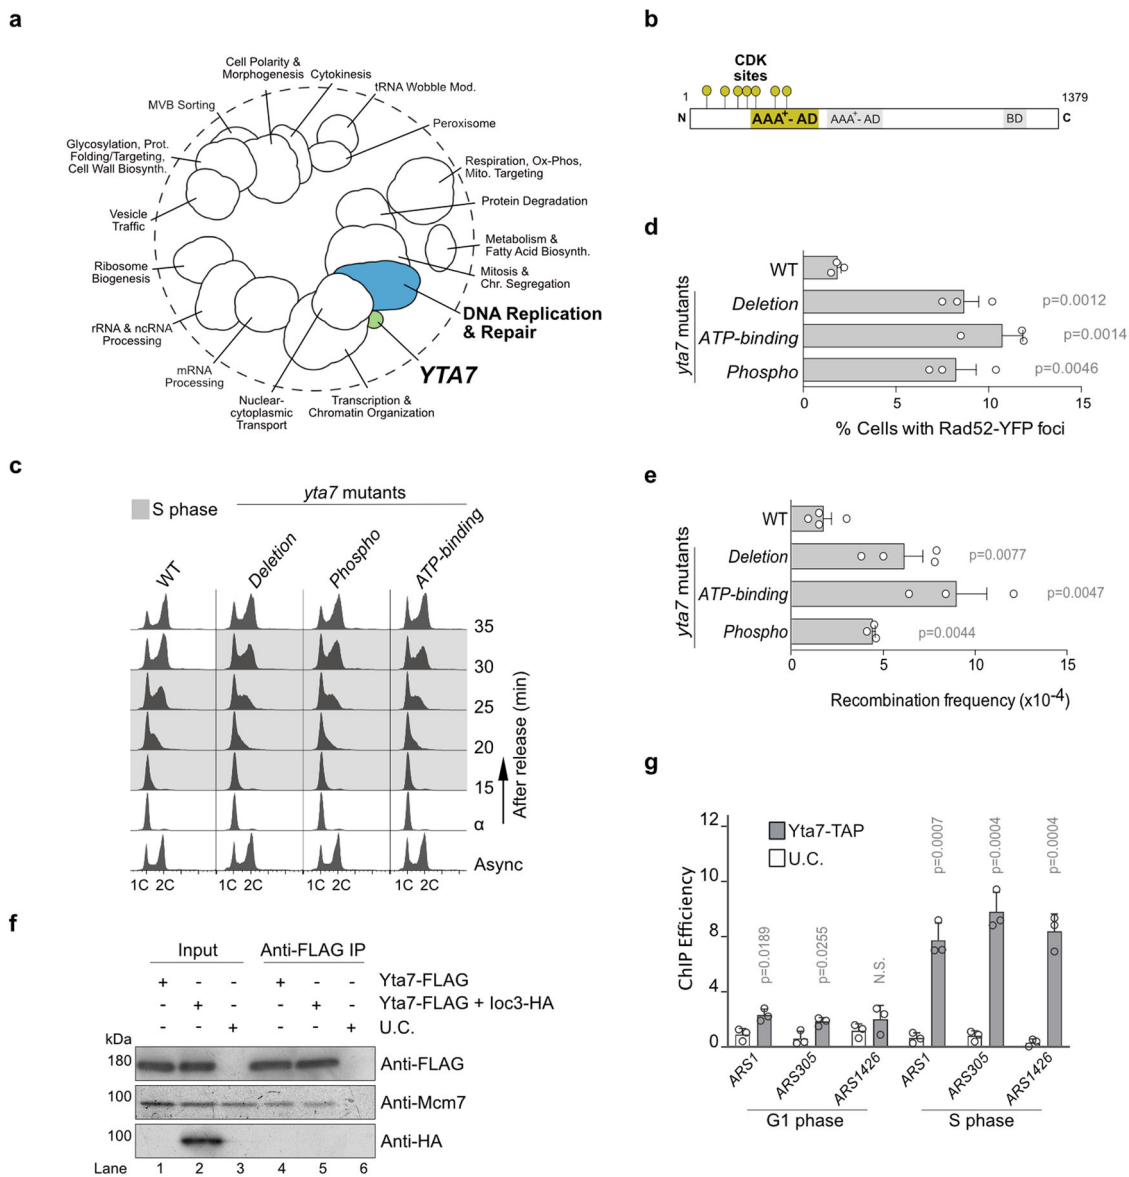 a
Cell Polarity &
Morphogenesis
Cytokinesis
tRNA Wobble Mod.
MVB Sorting
Peroxisome
Glycosylation, Prot.
Folding/Targeting,
Cell Wall Biosynth.
Respiration, Ox-Phos,
Mito. Targeting
Protein Degradation
Vesicle
Traffic
Metabolism &
Fatty Acid Biosynth.
Ribosome
Biogenesis
Mitosis &
Chr. Segregation
DNA Replication
& Repair
rRNA & ncRNA
Processing
mRNA
Processing
YTA7
Nuclear-
cytoplasmic
Transport
Transcription &
Chromatin Organization
b
CDK
sites
1
1379
N
AAA+- AD
AAA+- AD
BD
C
c
yta7 mutants
S phase
WT
Deletion
Phospho
ATP-binding
35
30
25
20
15
α
Async
After release (min)
1C 2C
1C 2C
1C 2C
1C 2C
d
yta7 mutants
WT
Deletion
p=0.0012
ATP-binding
p=0.0014
Phospho
p=0.0046
0
5
10
15
% Cells with Rad52-YFP foci
e
yta7 mutants
WT
Deletion
p=0.0077
ATP-binding
p=0.0047
Phospho
p=0.0044
0
5
10
15
Recombination frequency (x10-4)
f
Input
Anti-FLAG IP
+ - - + - - Yta7-FLAG
- + - - + - Yta7-FLAG + Ioc3-HA
- - + - - + U.C.
kDa
180
Anti-FLAG
100
Anti-Mcm7
100
Anti-HA
Lane 1 2 3 4 5 6
g
ChIP Efficiency
12
10
8
4
0
Yta7-TAP
U.C.
p=0.0189
p=0.0255
N.S.
p=0.0007
p=0.0004
p=0.0004
ARS1
ARS305
ARS1426
ARS1
ARS305
ARS1426
G1 phase
S phase